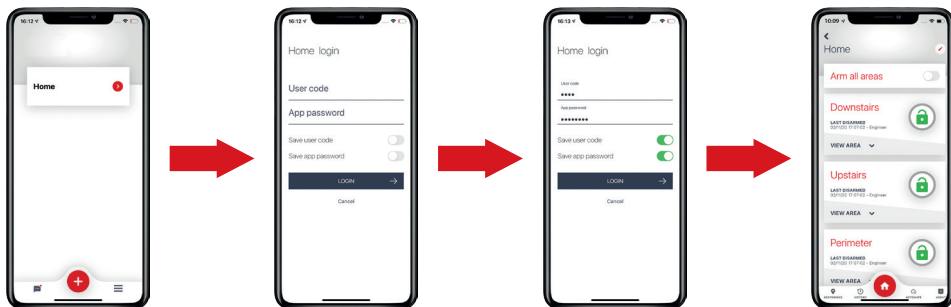 16:12
Home
16:12
Home login
User code
App password
Save user code
Save app password
LOGIN
Cancel
16:13
Home login
User code
App password
Save user code
Save app password
LOGIN
Cancel
10:09
Home
Arm all areas
Downstairs
LAST DISARMED
VIEW AREA
Upstairs
LAST DISARMED
VIEW AREA
Perimeter
LAST DISARMED
VIEW AREA